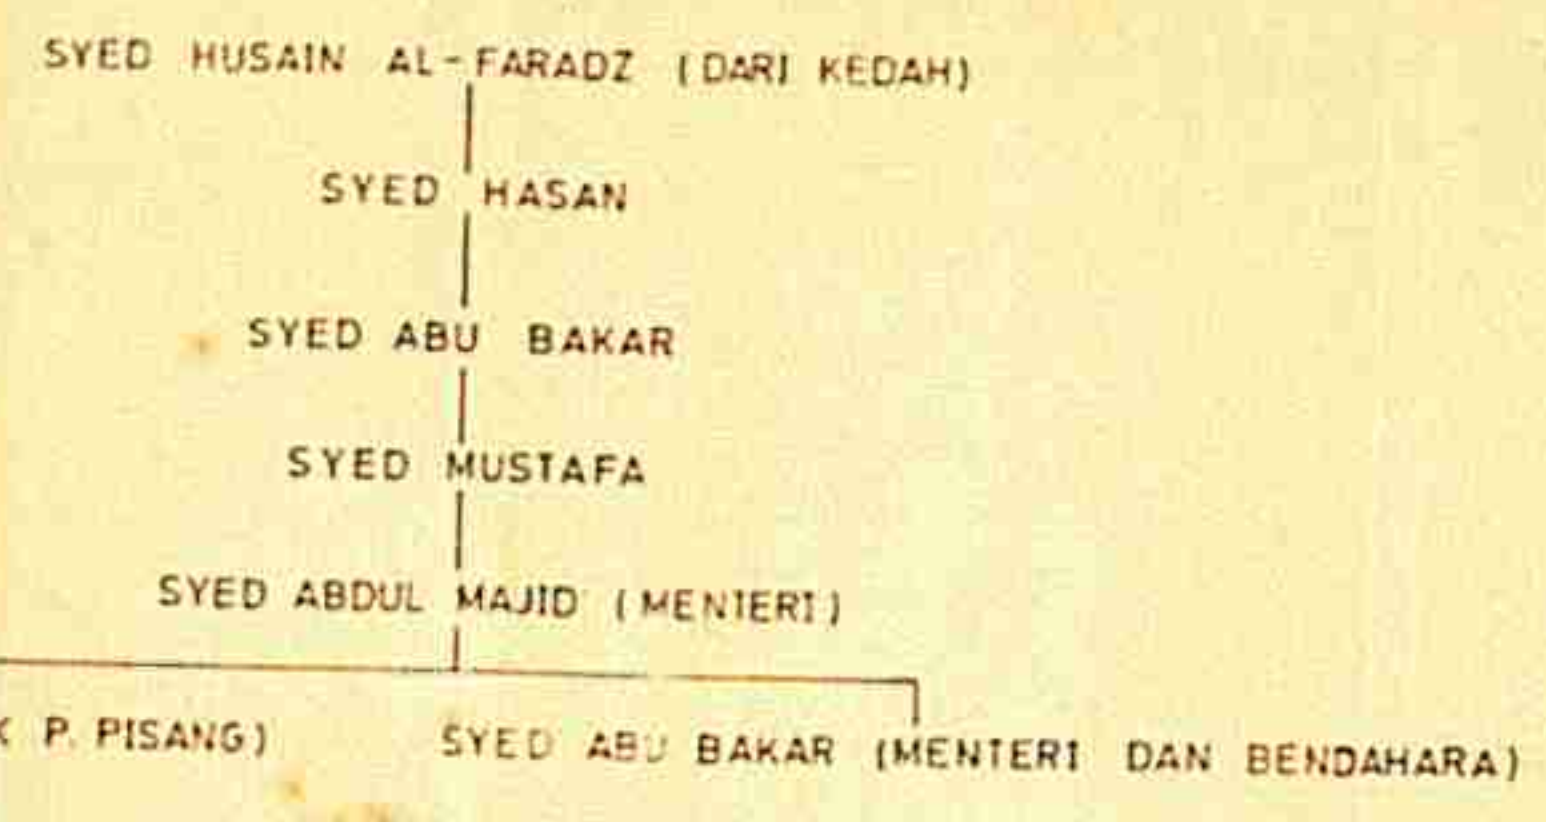 SYED HUSAIN AL-FARADZ (DARI KEDAH)
SYED HASAN
SYED ABU BAKAR
SYED MUSTAFA
SYED ABDUL MAJID (MENTERI)
P. PISANG) SYED ABU BAKAR (MENTERI DAN BENDAHARA)